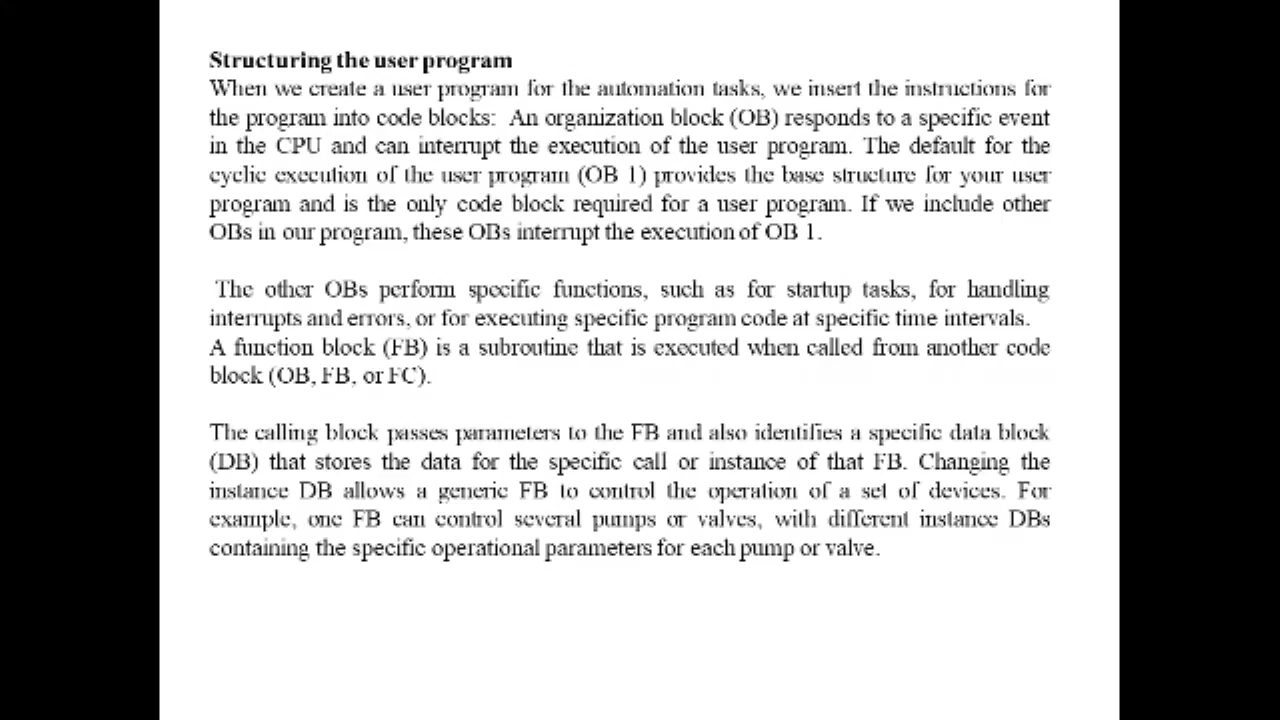 Structuring the user program
When we create a user program for the automation tasks, we insert the instructions for
the program into code blocks: An organization block (OB) responds to a specific event
in the CPU and can interrupt the execution of the user program. The default for the
cyclic execution of the user program (OB 1) provides the base structure for your user
program and is the only code block required for a user program. If we include other
OBs in our program, these OBs interrupt the execution of OB 1.
The other OBs perform specific functions, such as for startup tasks, for handling
interrupts and errors, or for executing specific program code at specific time intervals.
A function block (FB) is a subroutine that is executed when called from another code
block (OB, FB, or FC).
The calling block passes parameters to the FB and also identifies a specific data block
(DB) that stores the data for the specific call or instance of that FB. Changing the
instance DB allows a generic FB to control the operation of a set of devices. For
example, one FB can control several pumps or valves, with different instance DBs
containing the specific operational parameters for each pump or valve.